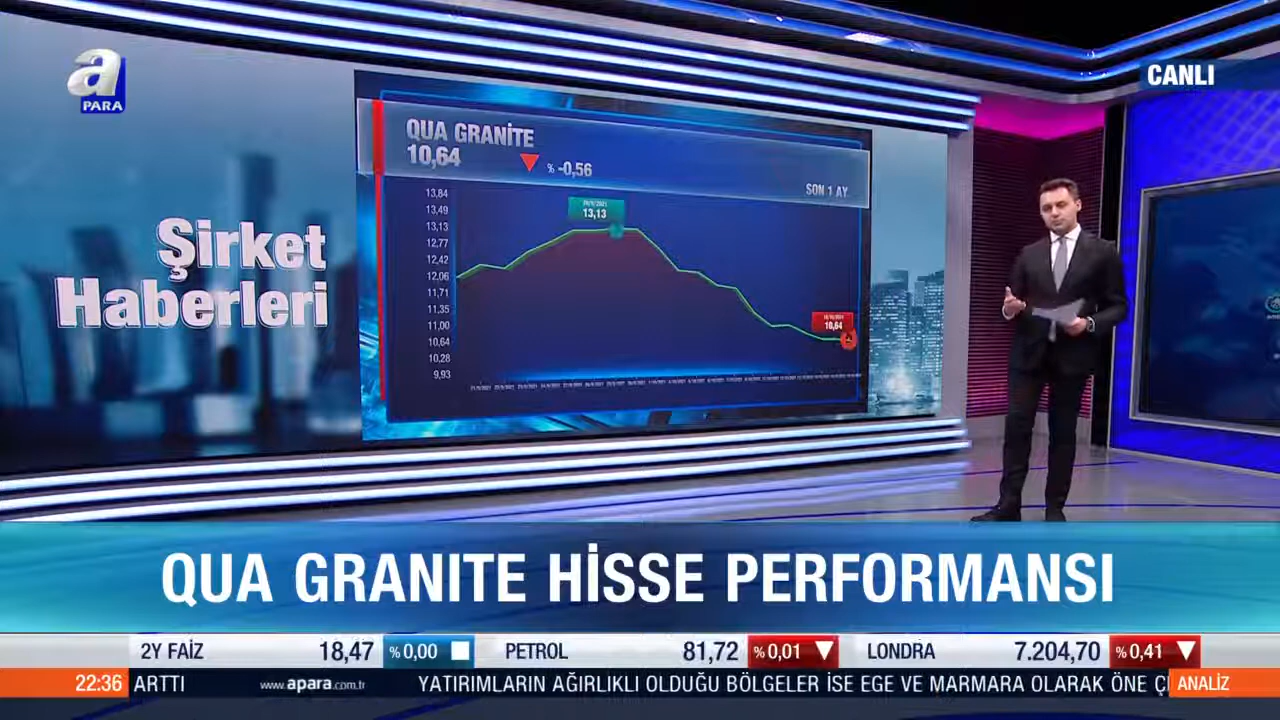 a
PARA
CANLI
QUA GRANİTE
10,64
% -0,56
SON 1 AY
13,84
13,49
13,13
12,77
12,42
12,06
11,71
11,35
11,00
10,64
10,28
9,93
13,13
10,64
Şirket
Haberleri
QUA GRANITE HİSSE PERFORMANSI
2Y FAİZ 18,47 %0,00 PETROL 81,72 %0,01 LONDRA 7.204,70 %0,41
22:36 ARTTI www.apara.com.tr YATIRIMLARIN AĞIRLIKLI OLDUĞU BÖLGELER İSE EGE VE MARMARA OLARAK ÖNE Ç ANALİZ